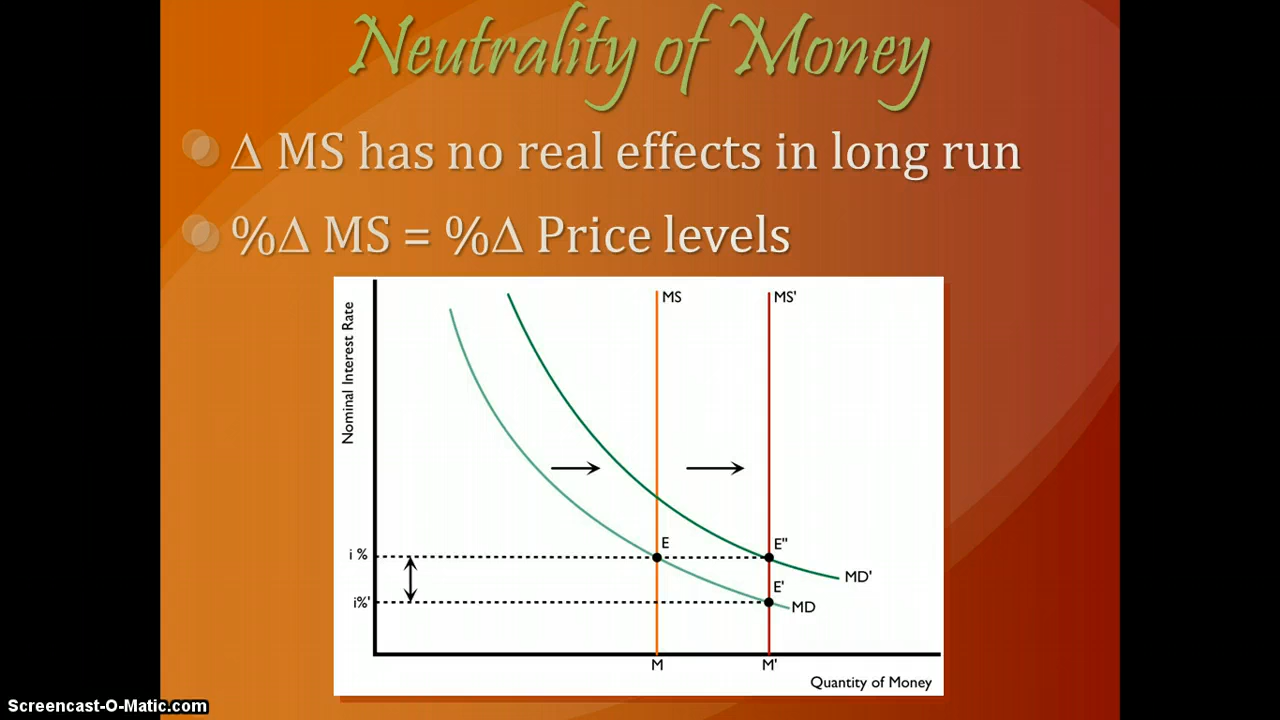 Neutrality of Money
Δ MS has no real effects in long run
%Δ MS = %Δ Price levels
Nominal Interest Rate
MS
MS'
E
E"
i %
MD'
E'
i%'
MD
M
M'
Quantity of Money
Screencast-O-Matic.com